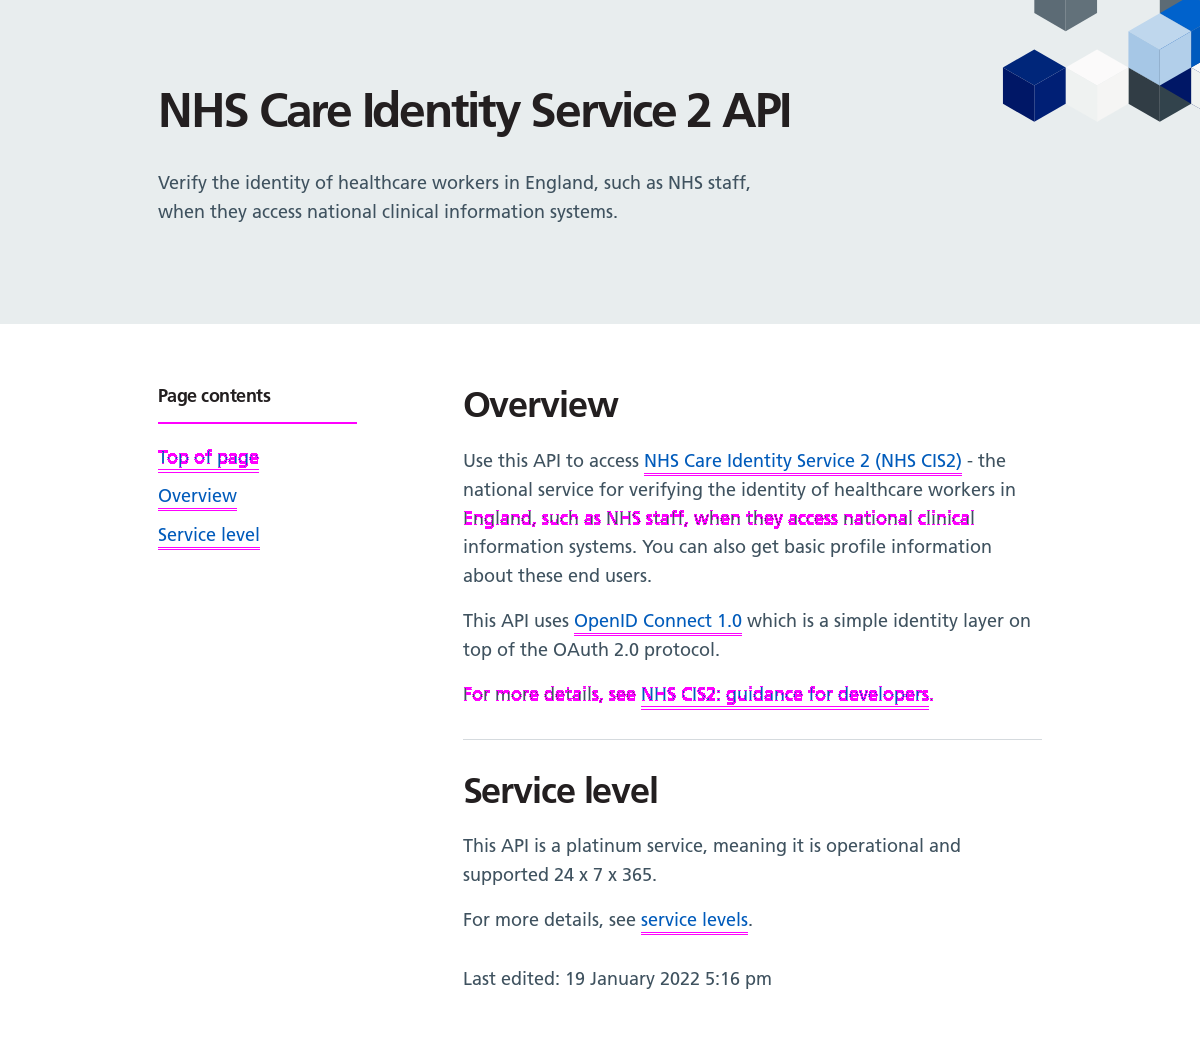 NHS Care Identity Service 2 API
Verify the identity of healthcare workers in England, such as NHS staff,
when they access national clinical information systems.
Page contents
Top of page
Overview
Service level
Overview
Use this API to access NHS Care Identity Service 2 (NHS CIS2) - the
national service for verifying the identity of healthcare workers in
England, such as NHS staff, when they access national clinical
information systems. You can also get basic profile information
about these end users.
This API uses OpenID Connect 1.0 which is a simple identity layer on
top of the OAuth 2.0 protocol.
For more details, see NHS CIS2: guidance for developers.
Service level
This API is a platinum service, meaning it is operational and
supported 24 x 7 x 365.
For more details, see service levels.
Last edited: 19 January 2022 5:16 pm